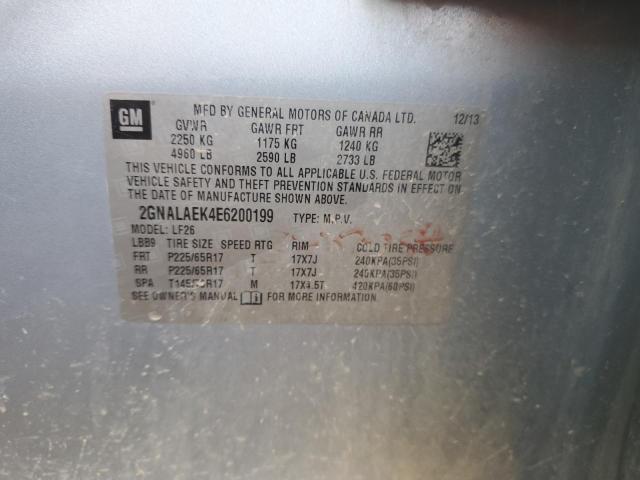 GM
MFD BY GENERAL MOTORS OF CANADA LTD. 12/13
GVWR GAWR FRT GAWR RR
2250 KG 1175 KG 1240 KG
4960 LB 2590 LB 2733 LB
THIS VEHICLE CONFORMS TO ALL APPLICABLE U.S. FEDERAL MOTOR
VEHICLE SAFETY AND THEFT PREVENTION STANDARDS IN EFFECT ON
THE DATE OF MANUFACTURE SHOWN ABOVE.
2GNALAEK4E6200199 TYPE: M.P.V.
MODEL: LF26
LBB9 TIRE SIZE SPEED RTG RIM COLD TIRE PRESSURE
FRT P225/65R17 T 17X7J 240KPA(35PSI)
RR P225/65R17 T 17X7J 240KPA(35PSI)
SPA M 420KPA(60PSI)
SEE OWNER'S MANUAL FOR MORE INFORMATION